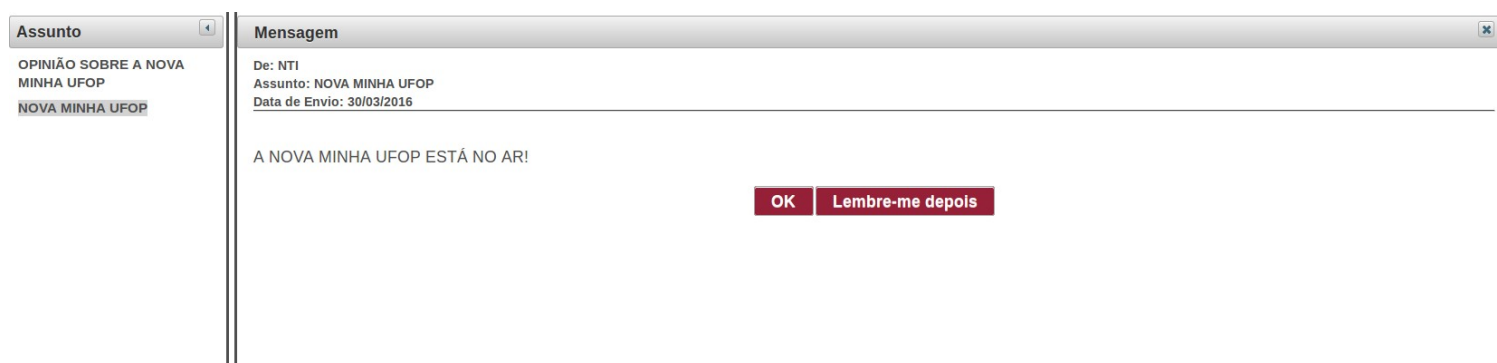 Assunto
OPINIÃO SOBRE A NOVA
MINHA UFOP
NOVA MINHA UFOP
Mensagem
De: NTI
Assunto: NOVA MINHA UFOP
Data de Envio: 30/03/2016
A NOVA MINHA UFOP ESTÁ NO AR!
OK
Lembre-me depois